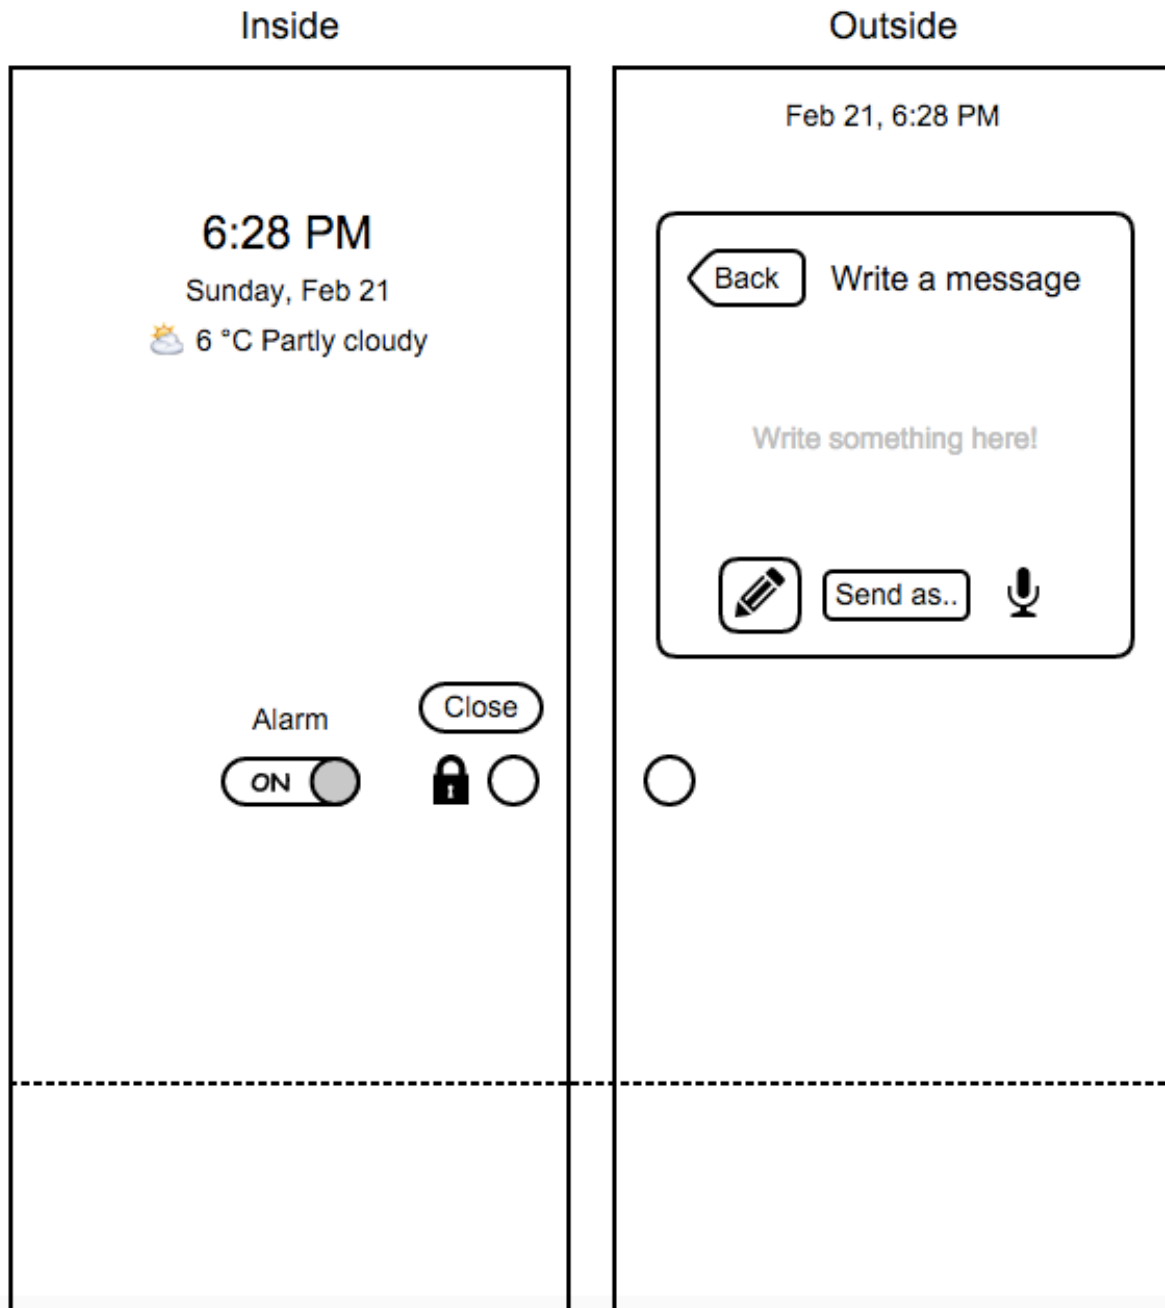 Inside
6:28 PM
Sunday, Feb 21
6 °C Partly cloudy
Alarm
ON
Close
Outside
Feb 21, 6:28 PM
Back
Write a message
Write something here!
Send as..